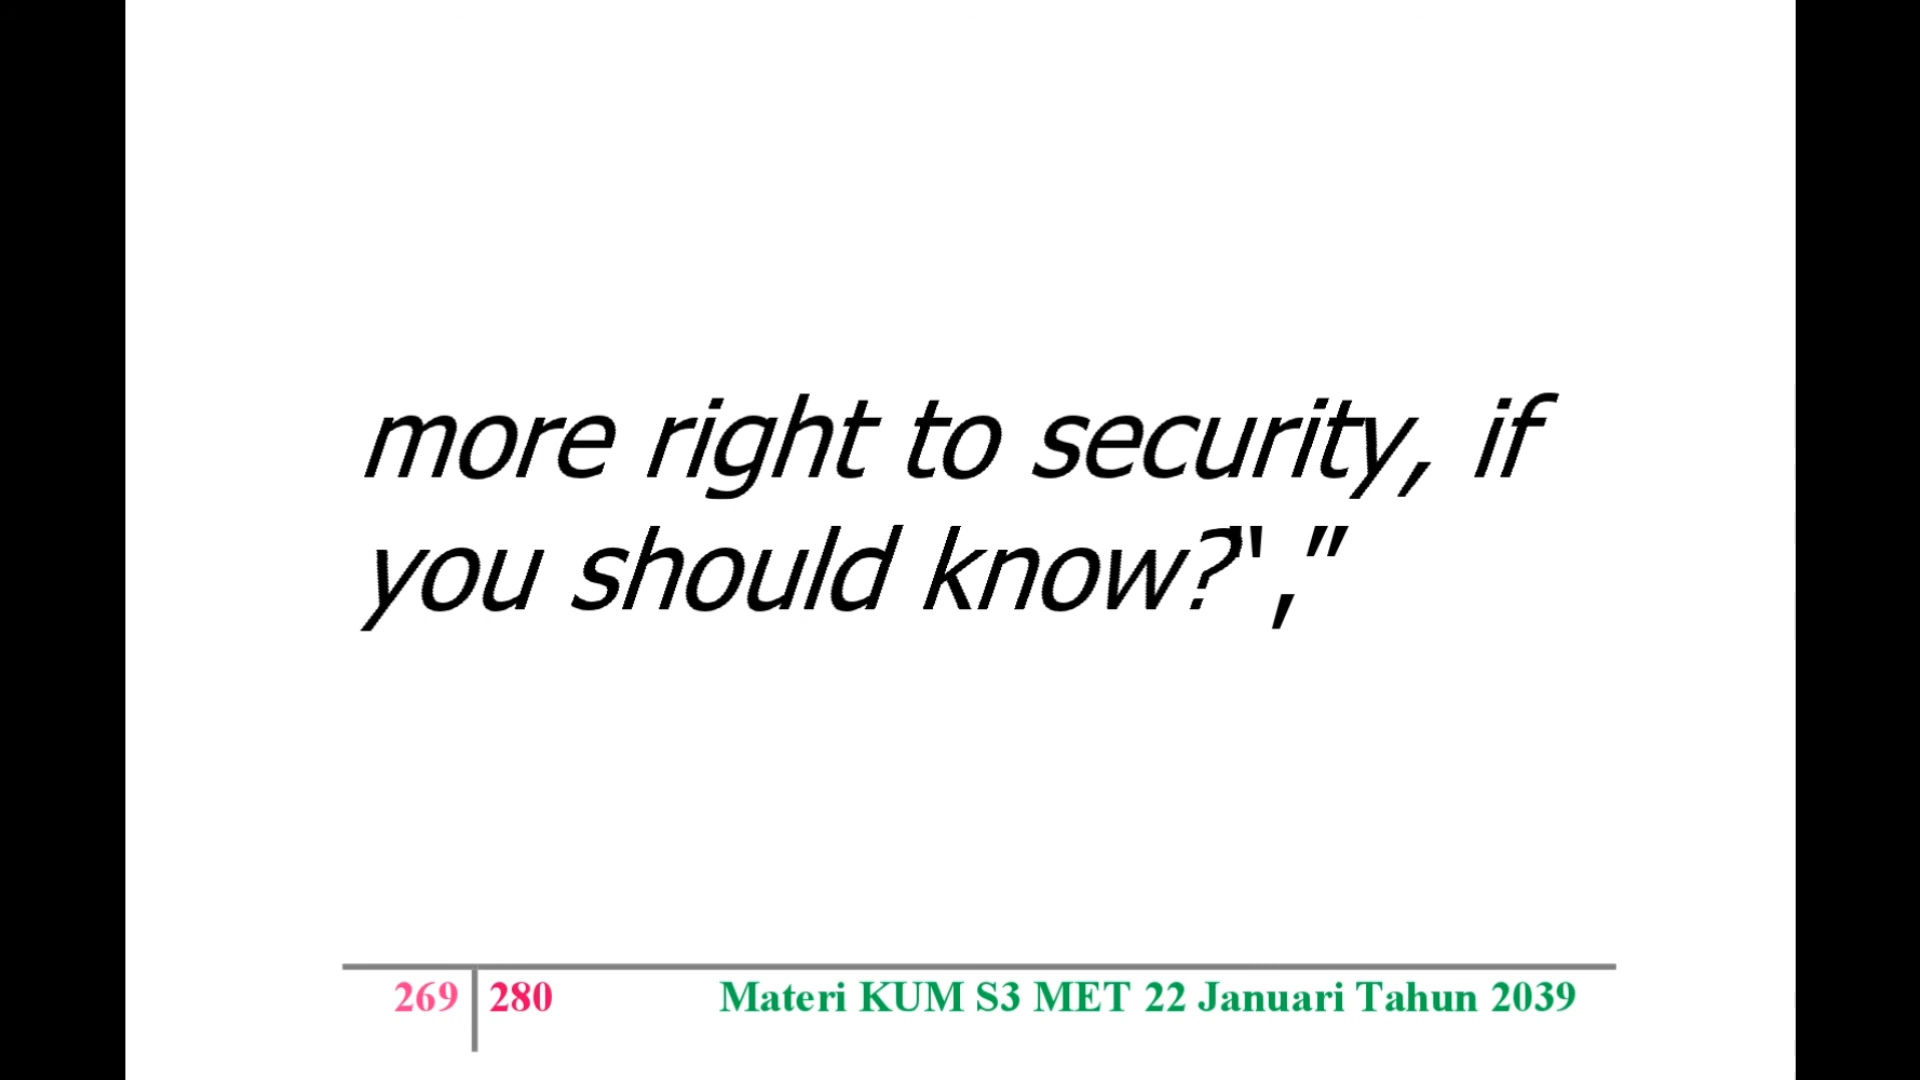 more right to security, if
you should know?‛,”
269 280 Materi KUM S3 MET 22 Januari Tahun 2039